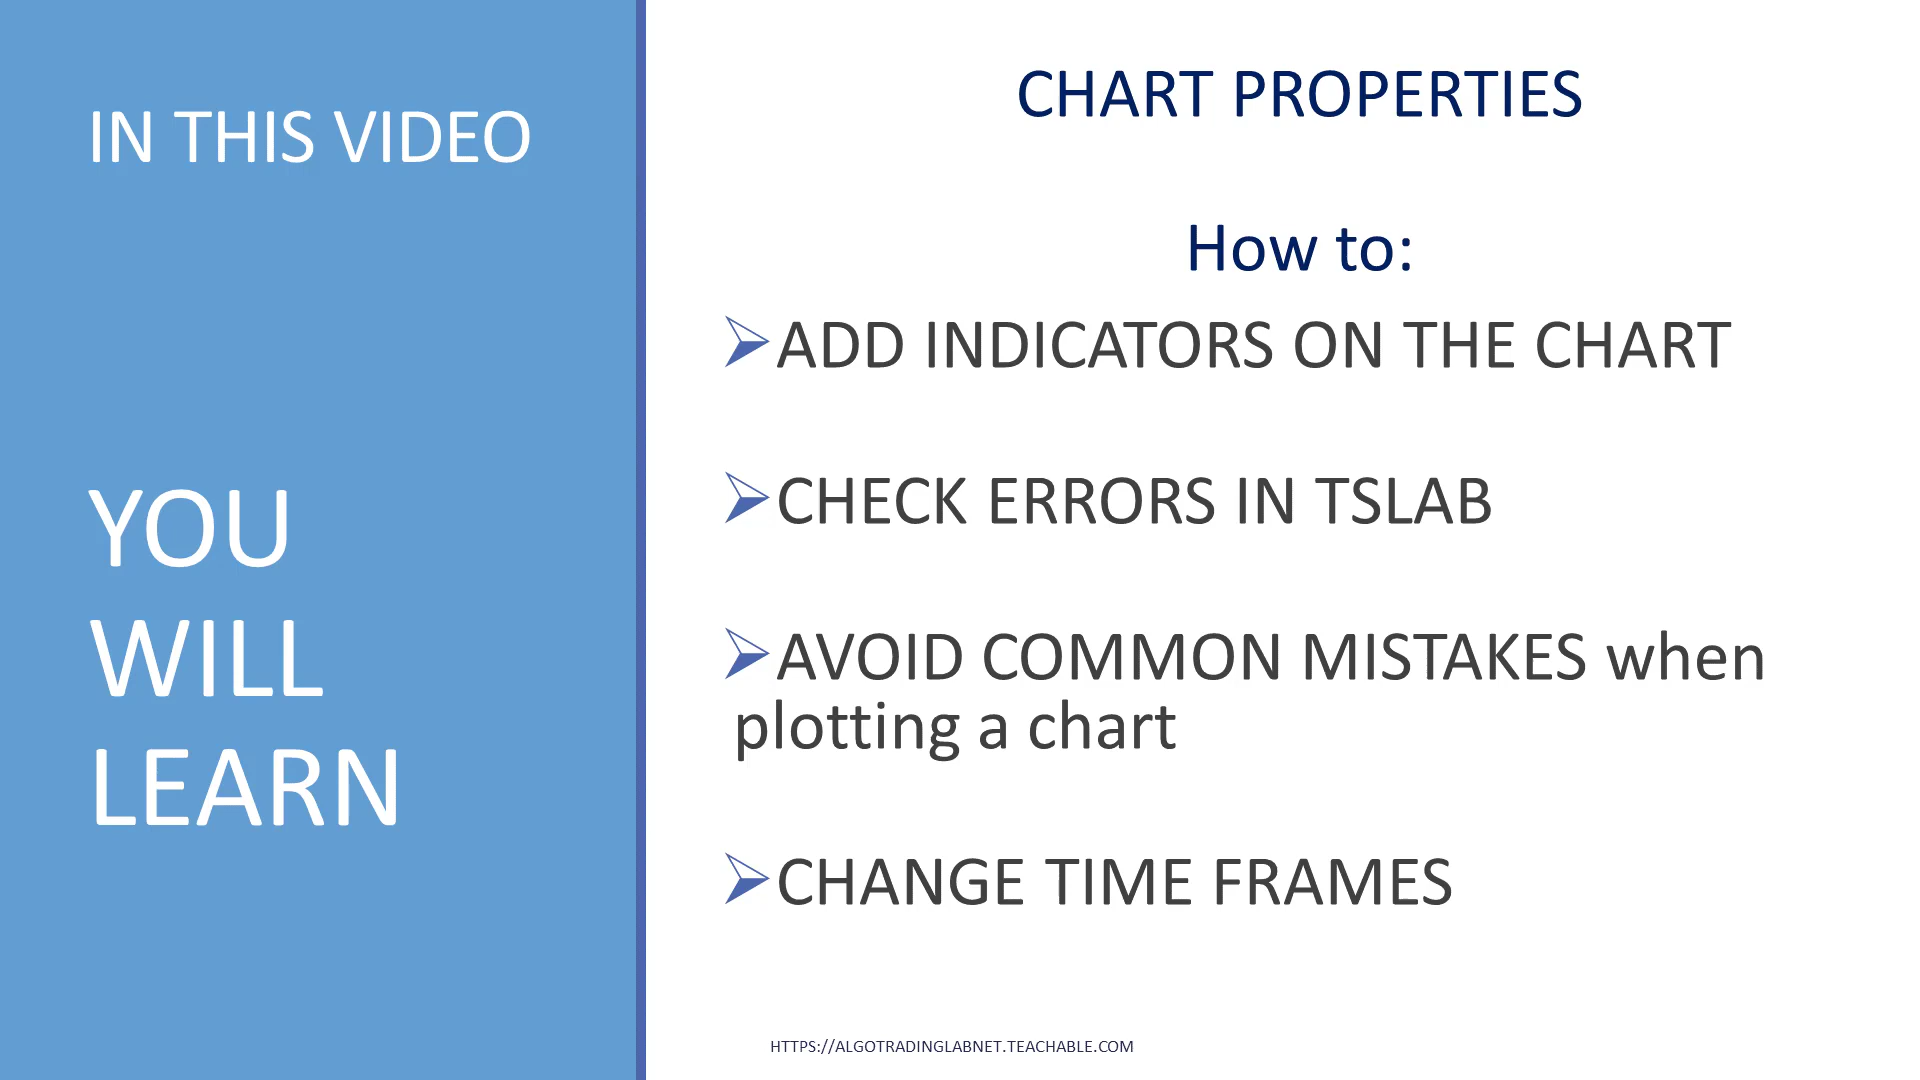 IN THIS VIDEO
YOU
WILL
LEARN
CHART PROPERTIES
How to:
ADD INDICATORS ON THE CHART
CHECK ERRORS IN TSLAB
AVOID COMMON MISTAKES when
plotting a chart
CHANGE TIME FRAMES
HTTPS://ALGOTRADINGLABNET.TEACHABLE.COM